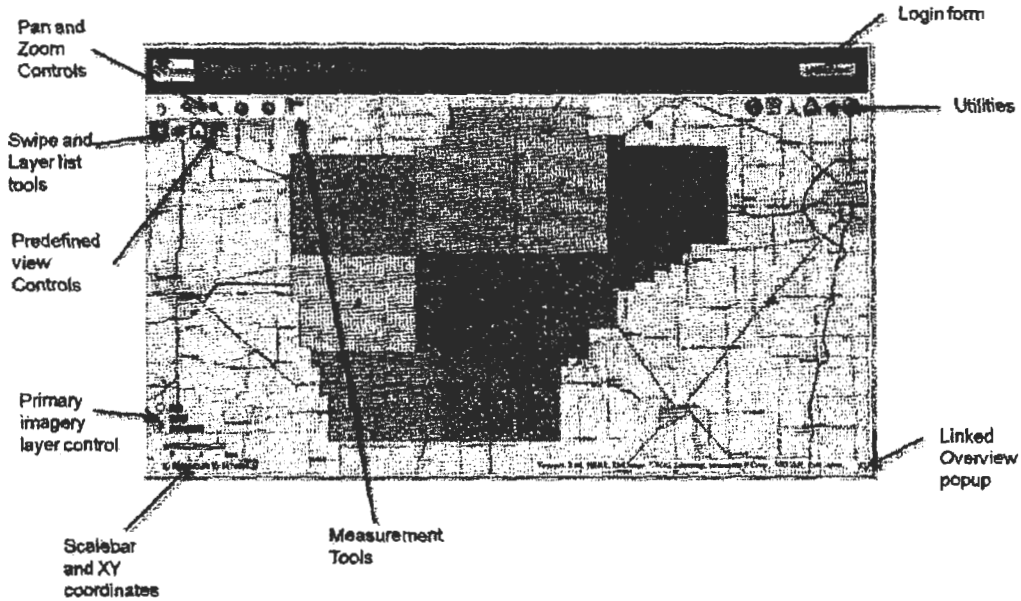 Pan and
Zoom
Controls
Login form
Utilities
Swipe and
Layer list
tools
Predefined
view
Controls
Primary
imagery
layer control
Linked
Overview
popup
Measurement
Tools
Scalebar
and XY
coordinates